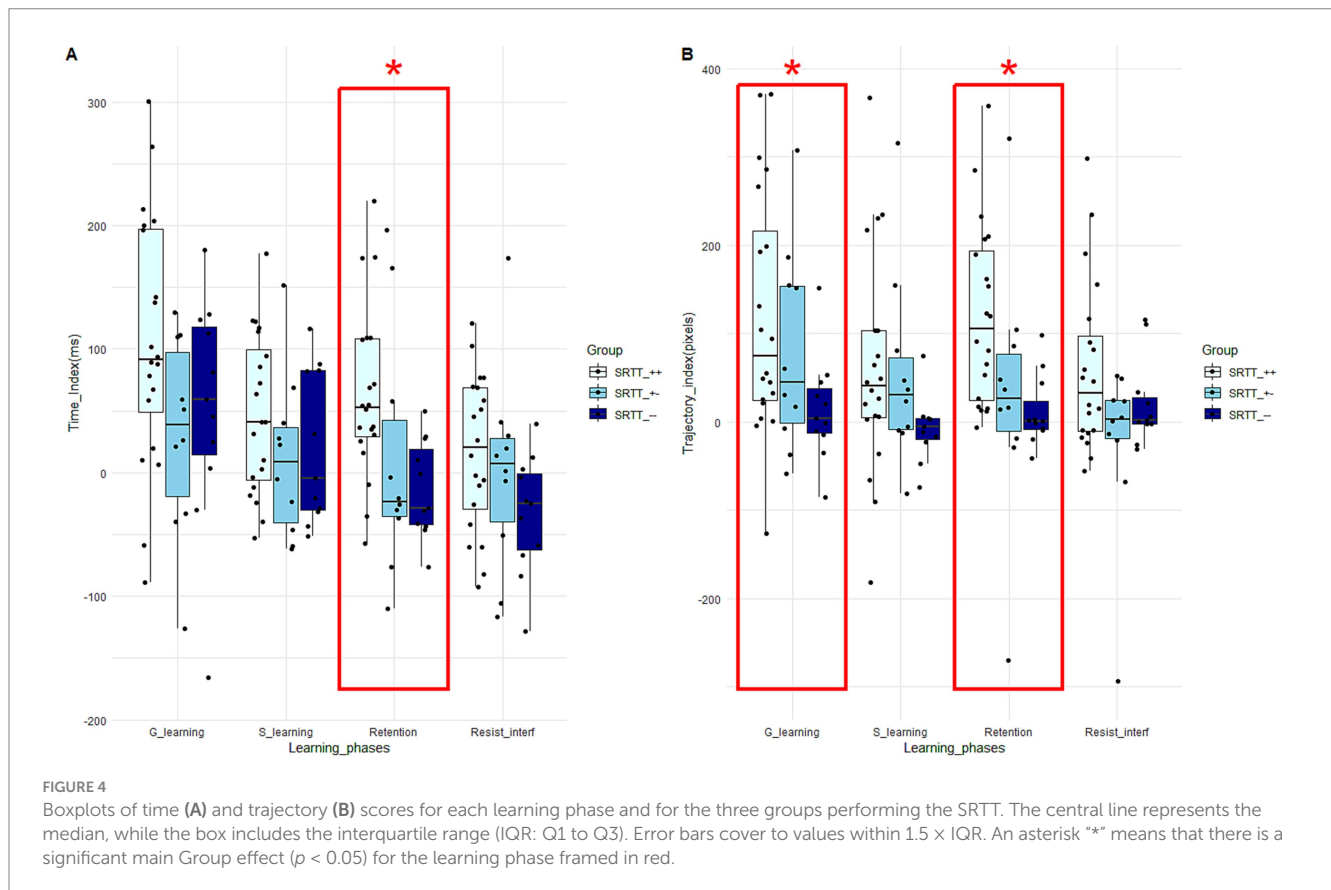 A
*
300
200
100
0
-100
-200
Time_index(ms)
G_learning
S_learning
Retention
Resist_interf
Learning_phases
Group
SRTT_++
SRTT_+-
SRTT_--
B
*
*
400
200
0
-200
Trajectory_index(pixels)
G_learning
S_learning
Retention
Resist_interf
Learning_phases
Group
SRTT_++
SRTT_+-
SRTT_--
FIGURE 4
Boxplots of time (A) and trajectory (B) scores for each learning phase and for the three groups performing the SRTT. The central line represents the
median, while the box includes the interquartile range (IQR: Q1 to Q3). Error bars cover to values within 1.5 × IQR. An asterisk “*” means that there is a
significant main Group effect (p < 0.05) for the learning phase framed in red.